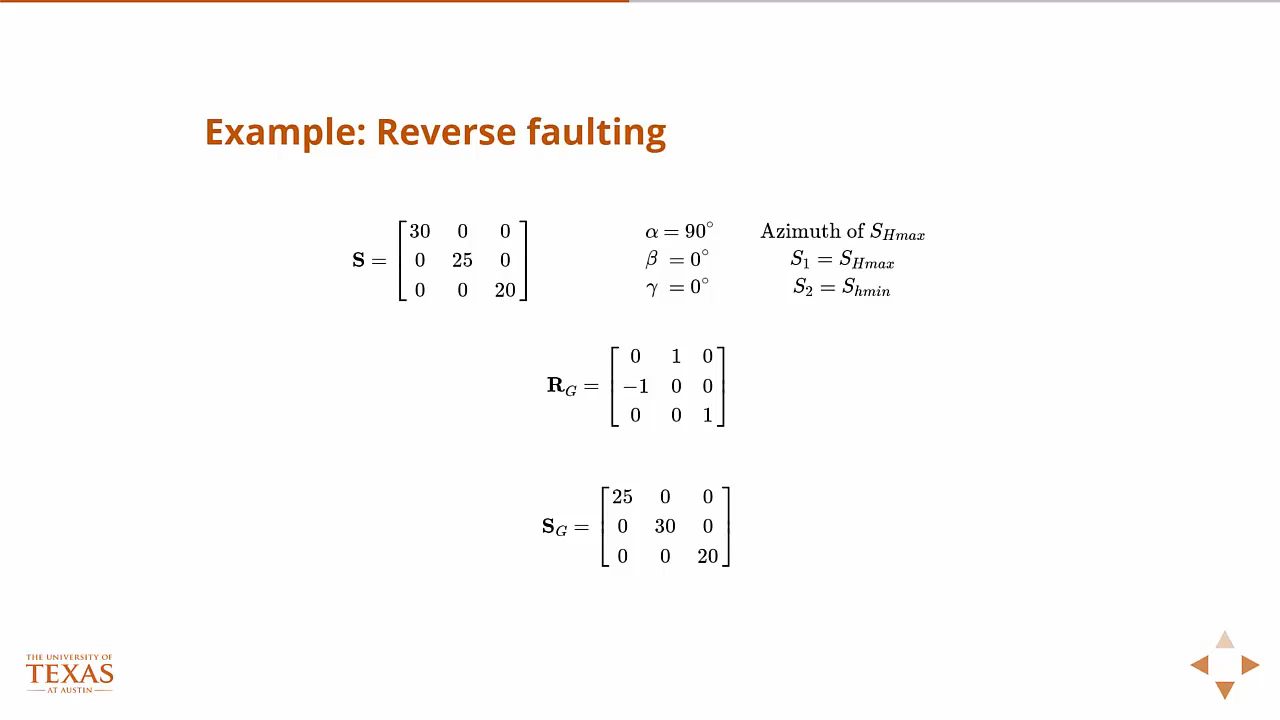 Example: Reverse faulting
S = [30 0 0; 0 25 0; 0 0 20]
α = 90° Azimuth of S_Hmax
β = 0° S_1 = S_Hmax
γ = 0° S_2 = S_hmin
R_G = [0 1 0; −1 0 0; 0 0 1]
S_G = [25 0 0; 0 30 0; 0 0 20]
THE UNIVERSITY OF
TEXAS
AT AUSTIN